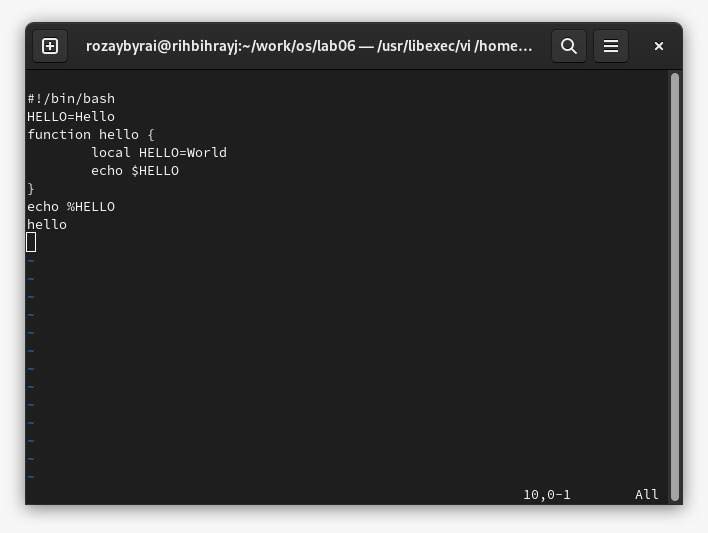 rozaybyrai@rihbihrayj:~/work/os/lab06 — /usr/libexec/vi /home…
#!/bin/bash
HELLO=Hello
function hello {
        local HELLO=World
        echo $HELLO
}
echo %HELLO
hello
~
~
~
~
~
~
~
~
~
~
~
~
~
10,0-1        All